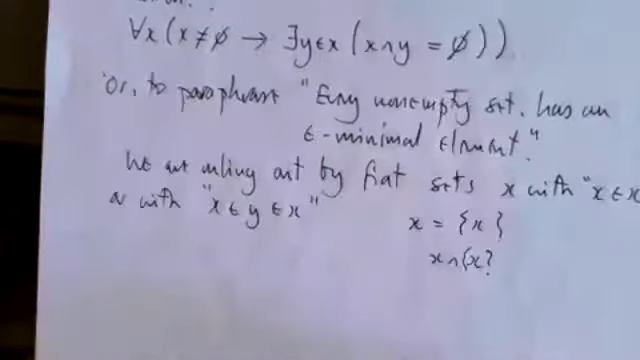 ∀x(x≠∅ → ∃y∈x(x∩y = ∅))
Or, to paraphrase "Every nonempty set has an
∈-minimal element."
We are ruling out by fiat sets x with "x∈x
or with "x∈y∈x"
x = {x}
x∩{x?